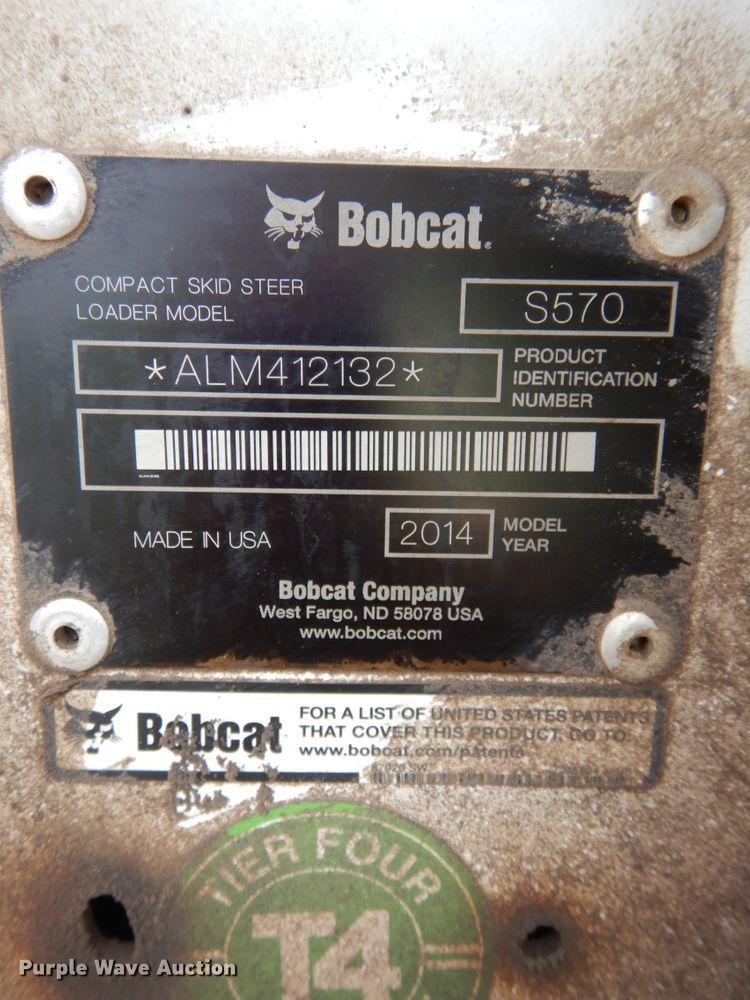 Bobcat®
COMPACT SKID STEER
LOADER MODEL
S570
*ALM412132*
PRODUCT
IDENTIFICATION
NUMBER
MADE IN USA
2014
MODEL
YEAR
Bobcat Company
West Fargo, ND 58078 USA
www.bobcat.com
Bobcat
FOR A LIST OF UNITED STATES PATENTS
THAT COVER THIS PRODUCT, GO TO
www.bobcat.com/patents
TIER FOUR
T4
Purple Wave Auction